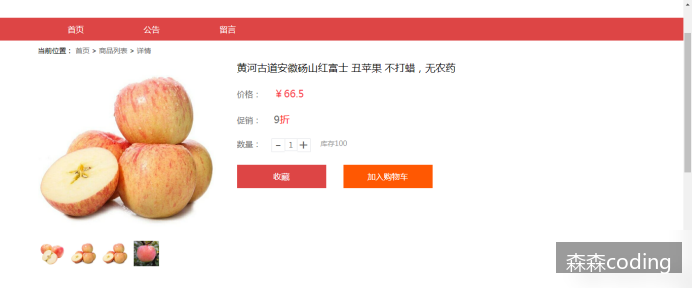 首页 公告 留言
当前位置： 首页 > 商品列表 > 详情
黄河古道安徽砀山红富士 丑苹果 不打蜡，无农药
价格： ¥ 66.5
促销： 9折
数量： - 1 + 库存100
收藏 加入购物车
森森coding